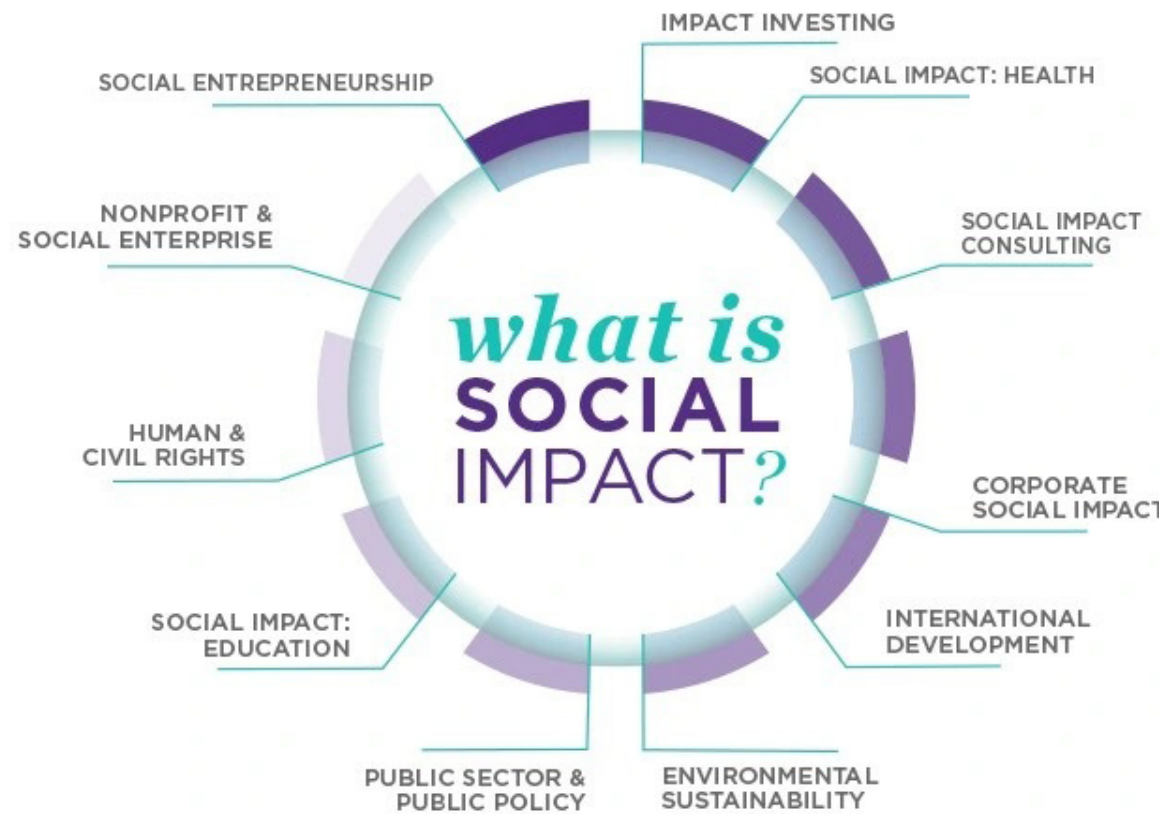 IMPACT INVESTING
SOCIAL IMPACT: HEALTH
SOCIAL ENTREPRENEURSHIP
NONPROFIT &
SOCIAL ENTERPRISE
SOCIAL IMPACT
CONSULTING
what is
SOCIAL
IMPACT?
HUMAN &
CIVIL RIGHTS
CORPORATE
SOCIAL IMPACT
SOCIAL IMPACT:
EDUCATION
INTERNATIONAL
DEVELOPMENT
PUBLIC SECTOR &
PUBLIC POLICY
ENVIRONMENTAL
SUSTAINABILITY